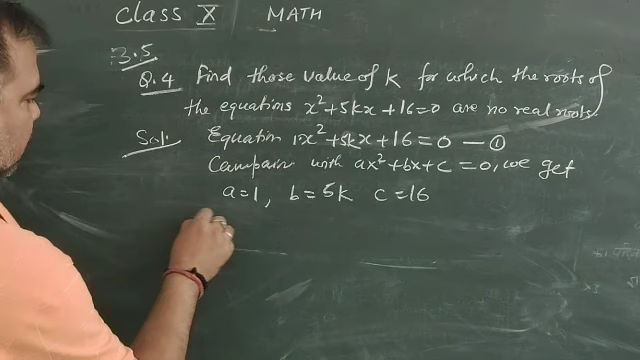 Class X MATH
3.5
Q.4 Find those value of K for which the roots of
the equations x²+5kx+16=0 are no real roots.
Sol. Equation 1x²+5kx+16=0 — ①
Campair with ax²+bx+c=0, we get
a=1, b=5K c=16